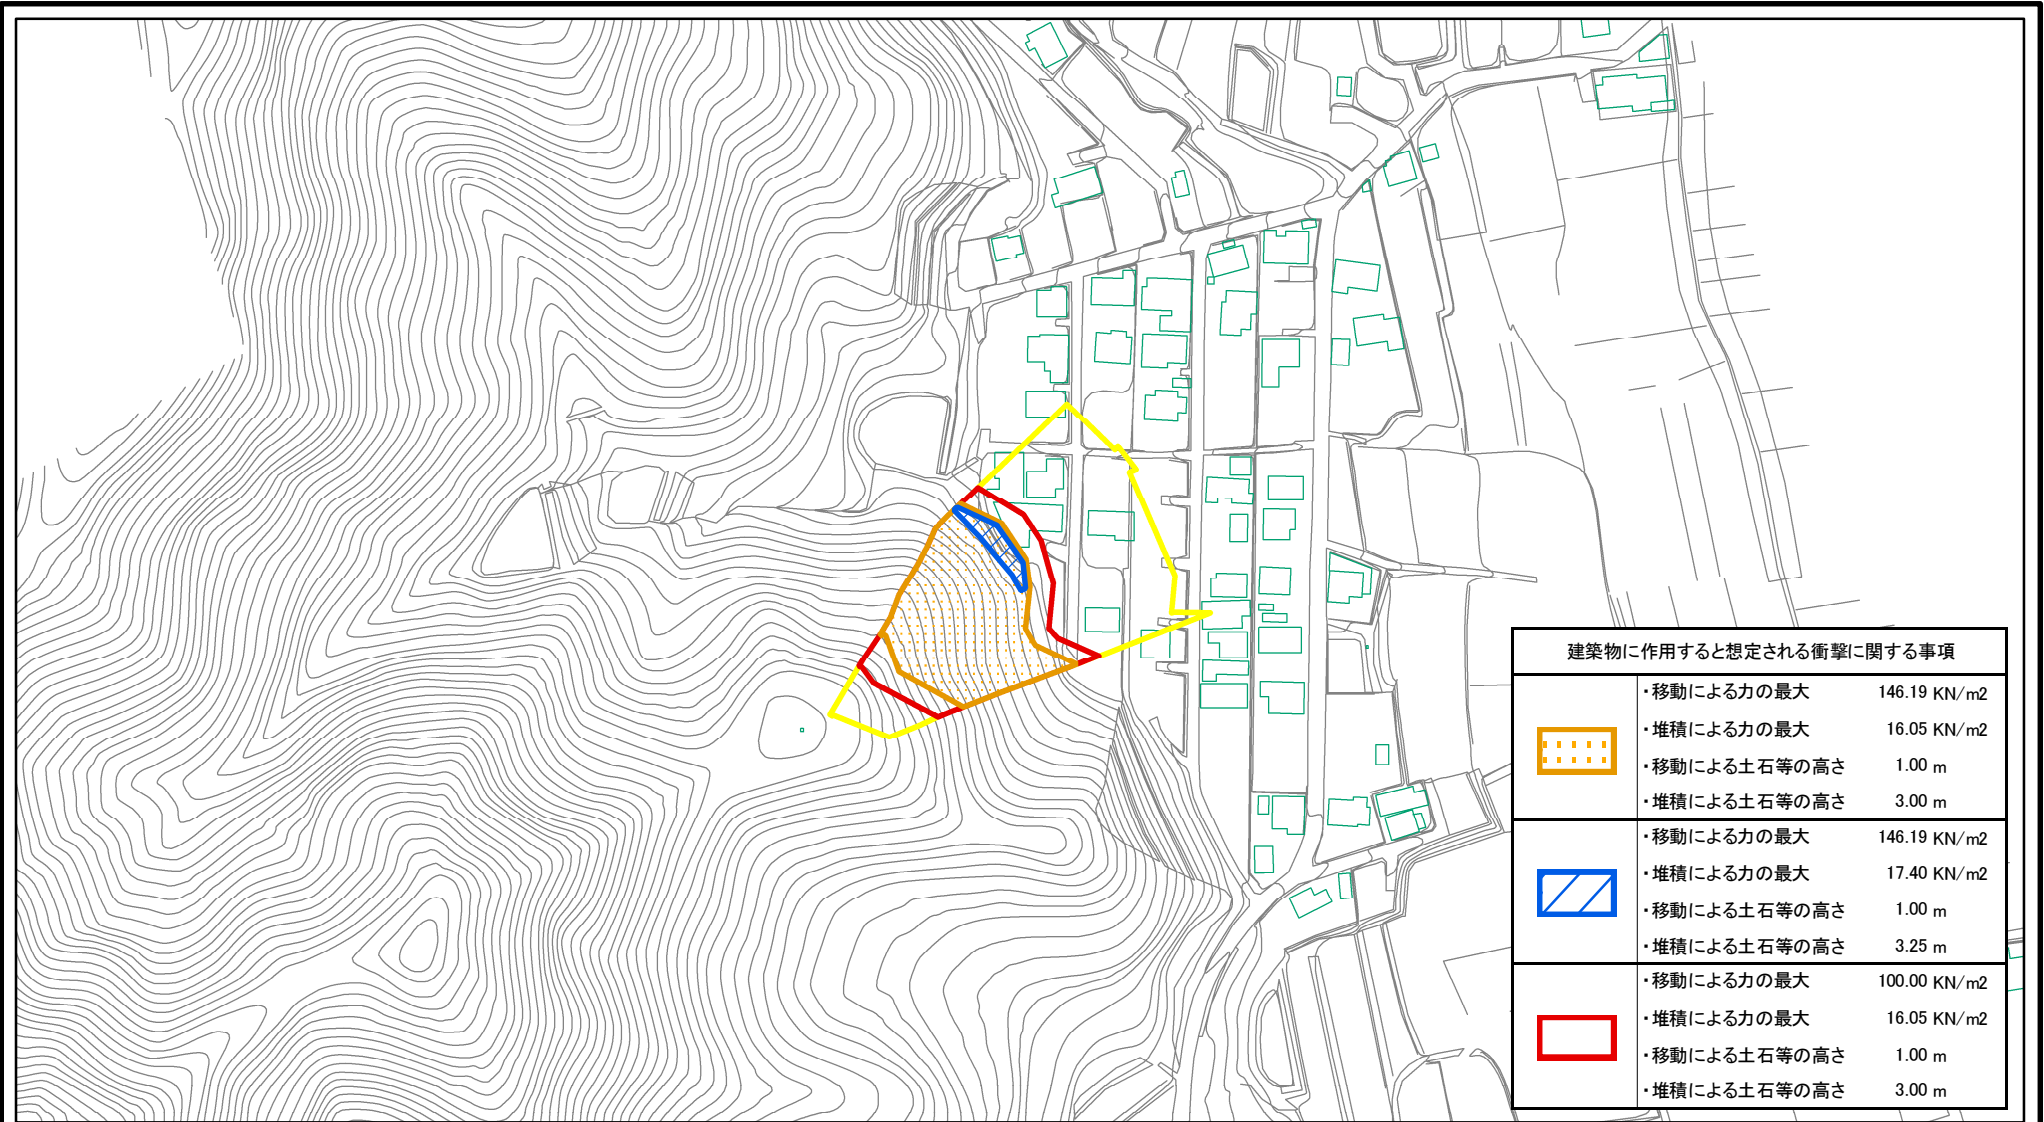 建築物に作用すると想定される衝撃に関する事項
・移動による力の最大 146.19 KN/m2
・堆積による力の最大 16.05 KN/m2
・移動による土石等の高さ 1.00 m
・堆積による土石等の高さ 3.00 m
・移動による力の最大 146.19 KN/m2
・堆積による力の最大 17.40 KN/m2
・移動による土石等の高さ 1.00 m
・堆積による土石等の高さ 3.25 m
・移動による力の最大 100.00 KN/m2
・堆積による力の最大 16.05 KN/m2
・移動による土石等の高さ 1.00 m
・堆積による土石等の高さ 3.00 m